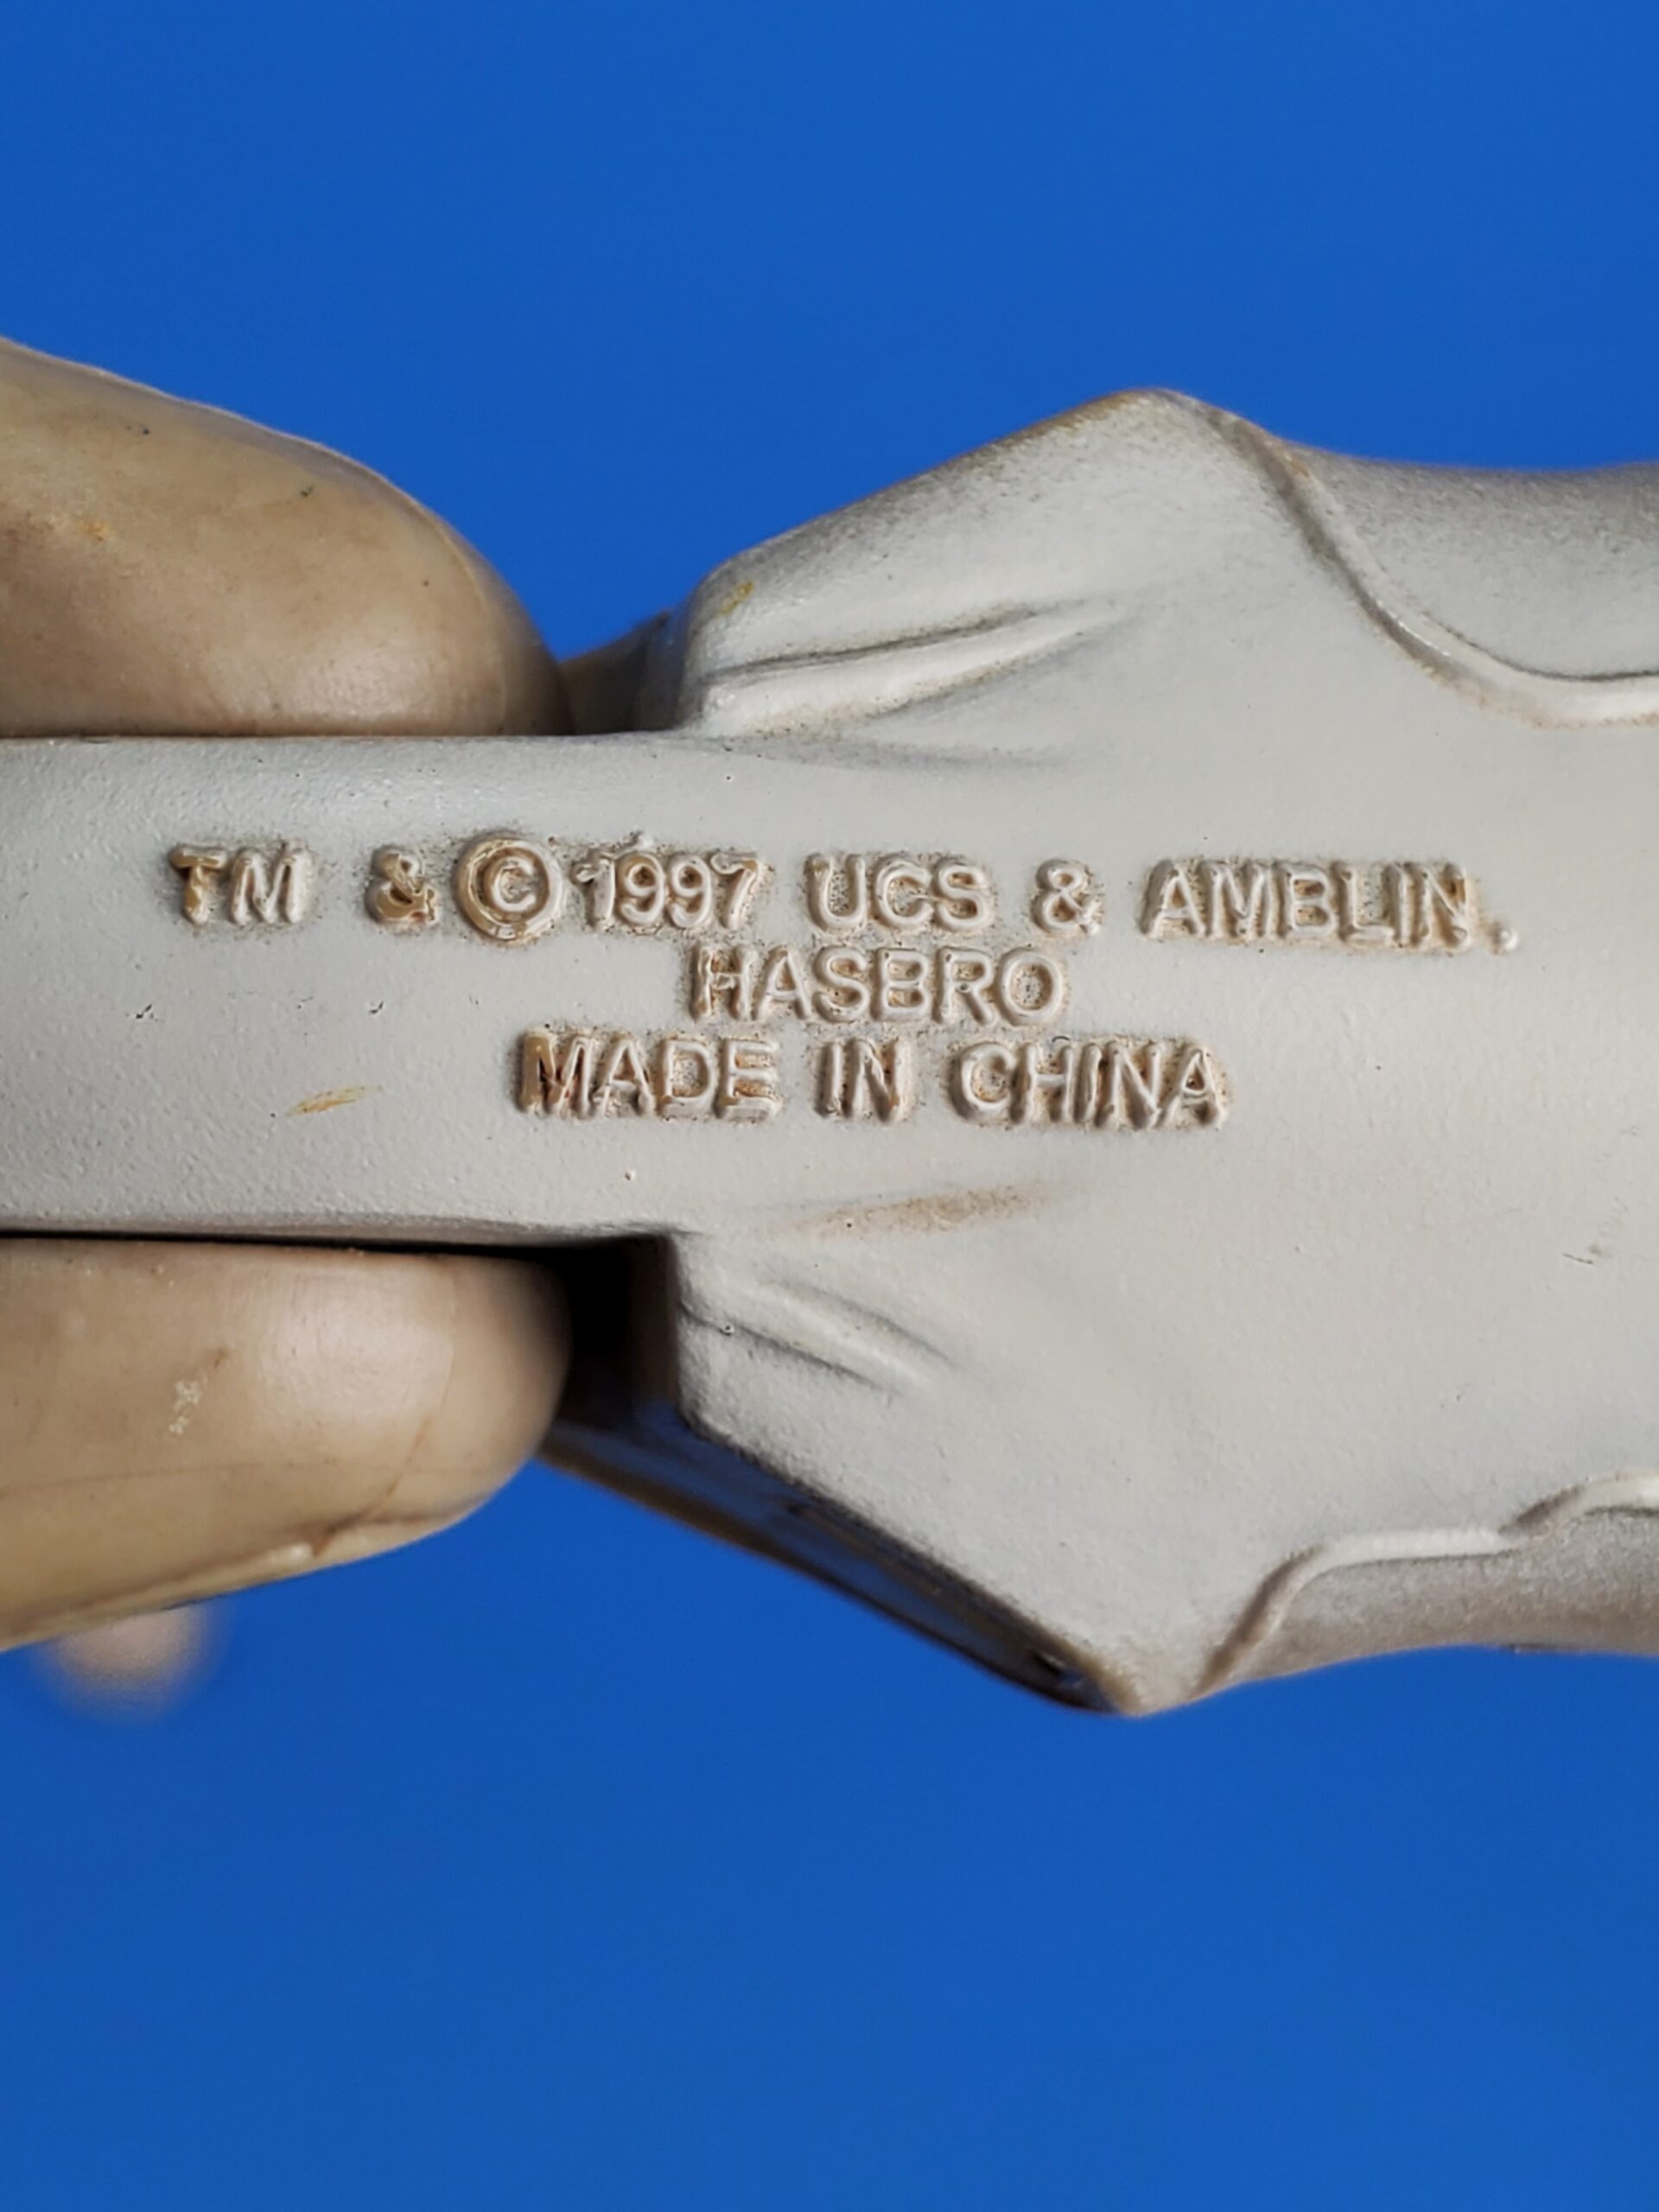 TM & © 1997 UCS & AMBLIN.
HASBRO
MADE IN CHINA